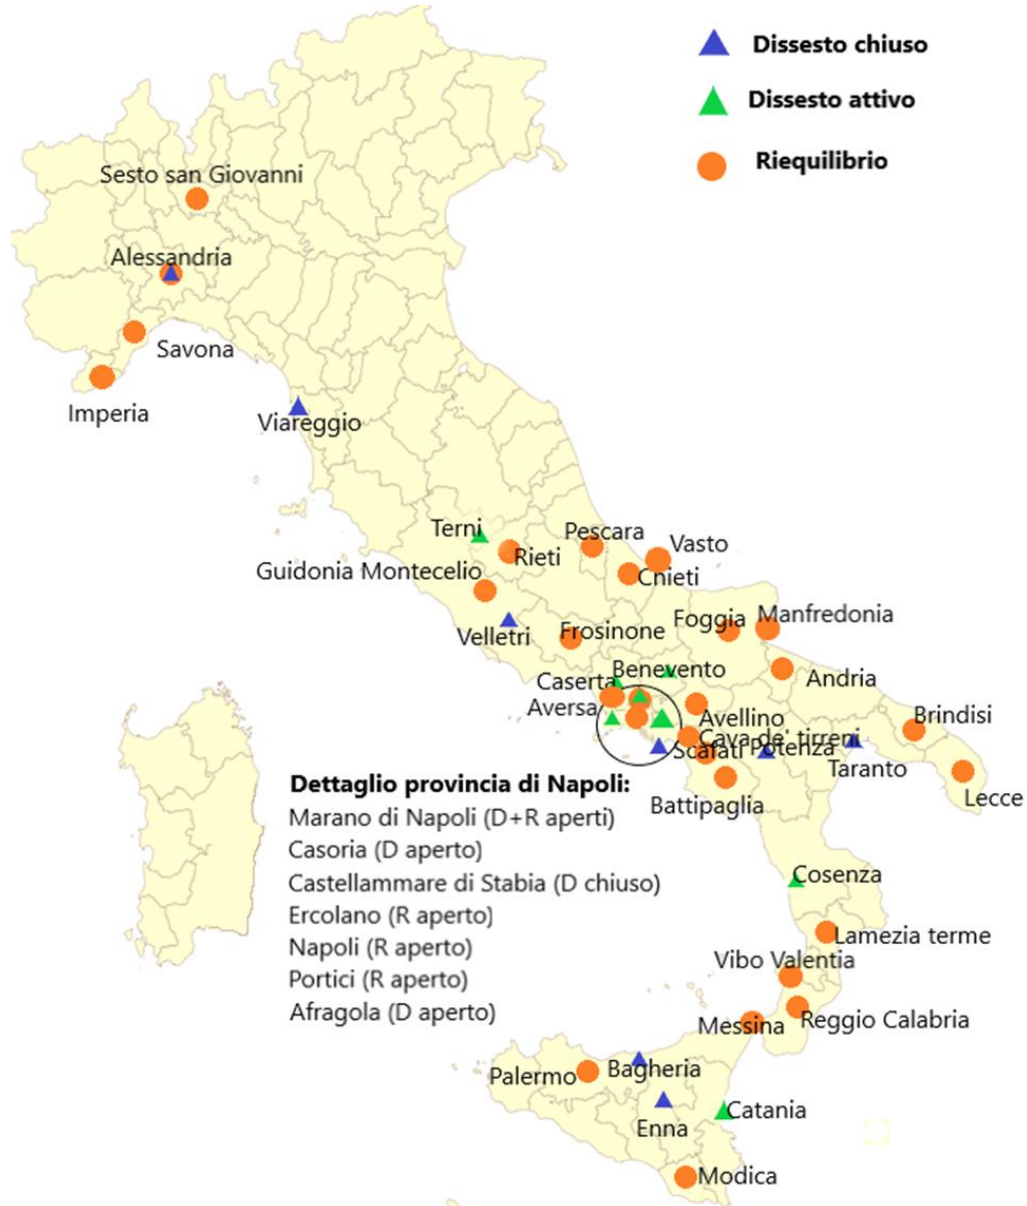 Dissesto chiuso
Dissesto attivo
Riequilibrio
Sesto san Giovanni
Alessandria
Savona
Imperia
Viareggio
Terni
Pescara
Vasto
Rieti
Guidonia Montecelio
Chieti
Velletri
Frosinone
Foggia
Manfredonia
Benevento
Caserta
Andria
Aversa
Avellino
Brindisi
Cava de' tirreni
Scafati
Potenza
Taranto
Lecce
Battipaglia
Dettaglio provincia di Napoli:
Marano di Napoli (D+R aperti)
Casoria (D aperto)
Castellammare di Stabia (D chiuso)
Ercolano (R aperto)
Napoli (R aperto)
Portici (R aperto)
Afragola (D aperto)
Cosenza
Lamezia terme
Vibo Valentia
Reggio Calabria
Messina
Palermo
Bagheria
Catania
Enna
Modica